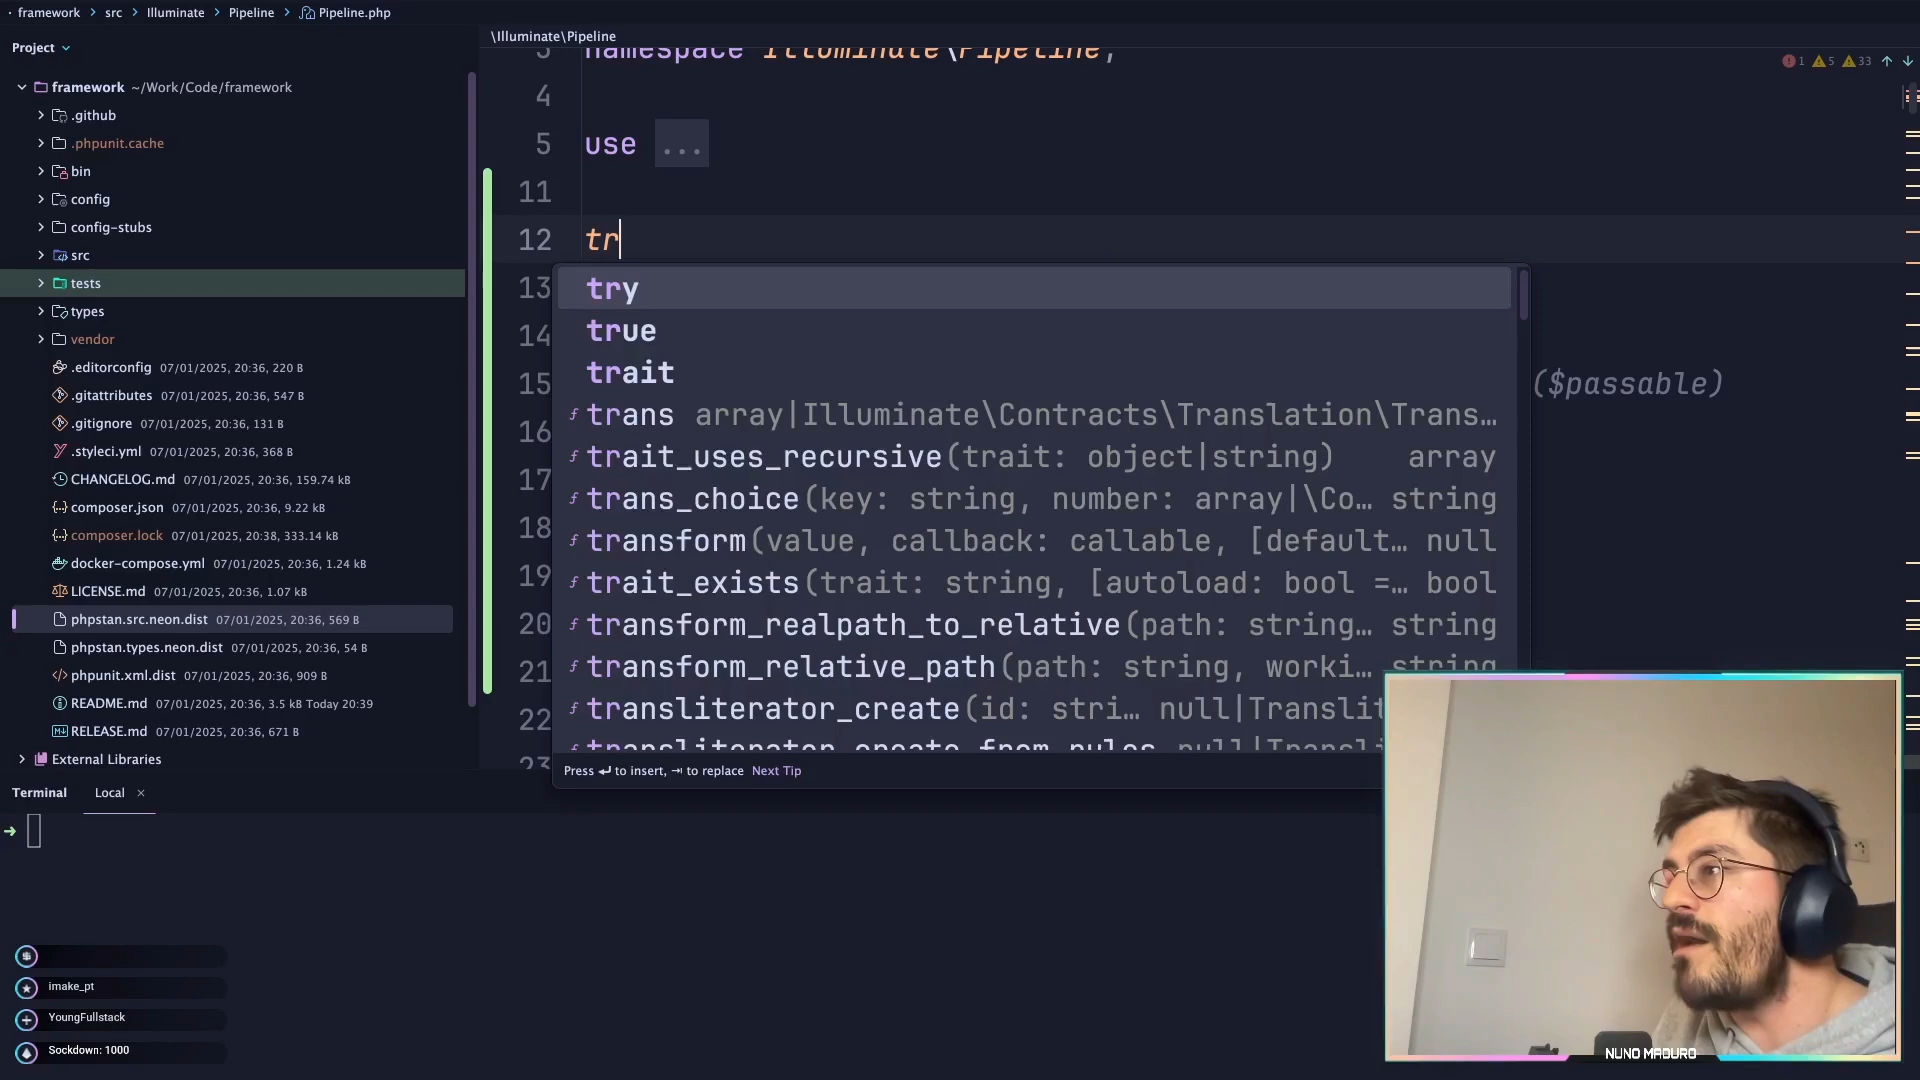 framework > src > Illuminate > Pipeline > Pipeline.php
Project
\Illuminate\Pipeline
framework ~/Work/Code/framework
.github
.phpunit.cache
bin
config
config-stubs
src
tests
types
vendor
.editorconfig 07/01/2025, 20:36, 220 B
.gitattributes 07/01/2025, 20:36, 547 B
.gitignore 07/01/2025, 20:36, 131 B
.styleci.yml 07/01/2025, 20:36, 368 B
CHANGELOG.md 07/01/2025, 20:36, 159.74 kB
composer.json 07/01/2025, 20:36, 9.22 kB
composer.lock 07/01/2025, 20:38, 333.14 kB
docker-compose.yml 07/01/2025, 20:36, 1.24 kB
LICENSE.md 07/01/2025, 20:36, 1.07 kB
phpstan.src.neon.dist 07/01/2025, 20:36, 569 B
phpstan.types.neon.dist 07/01/2025, 20:36, 54 B
phpunit.xml.dist 07/01/2025, 20:36, 909 B
README.md 07/01/2025, 20:36, 3.5 kB Today 20:39
RELEASE.md 07/01/2025, 20:36, 671 B
External Libraries
3 namespace Illuminate\Pipeline;
1 5 33
4
5 use ...
11
12 tr
13
14
15 ($passable)
16
17
18
19
20
21
22
23
try
true
trait
trans array|Illuminate\Contracts\Translation\Trans…
trait_uses_recursive(trait: object|string) array
trans_choice(key: string, number: array|\Co… string
transform(value, callback: callable, [default… null
trait_exists(trait: string, [autoload: bool =… bool
transform_realpath_to_relative(path: string… string
transform_relative_path(path: string, worki… string
transliterator_create(id: stri… null|Translit
transliterator_create_from_rules null|Translit
Press ↵ to insert, ⇥ to replace Next Tip
Terminal Local ×
imake_pt
YoungFullstack
Sockdown: 1000
NUNO MADURO